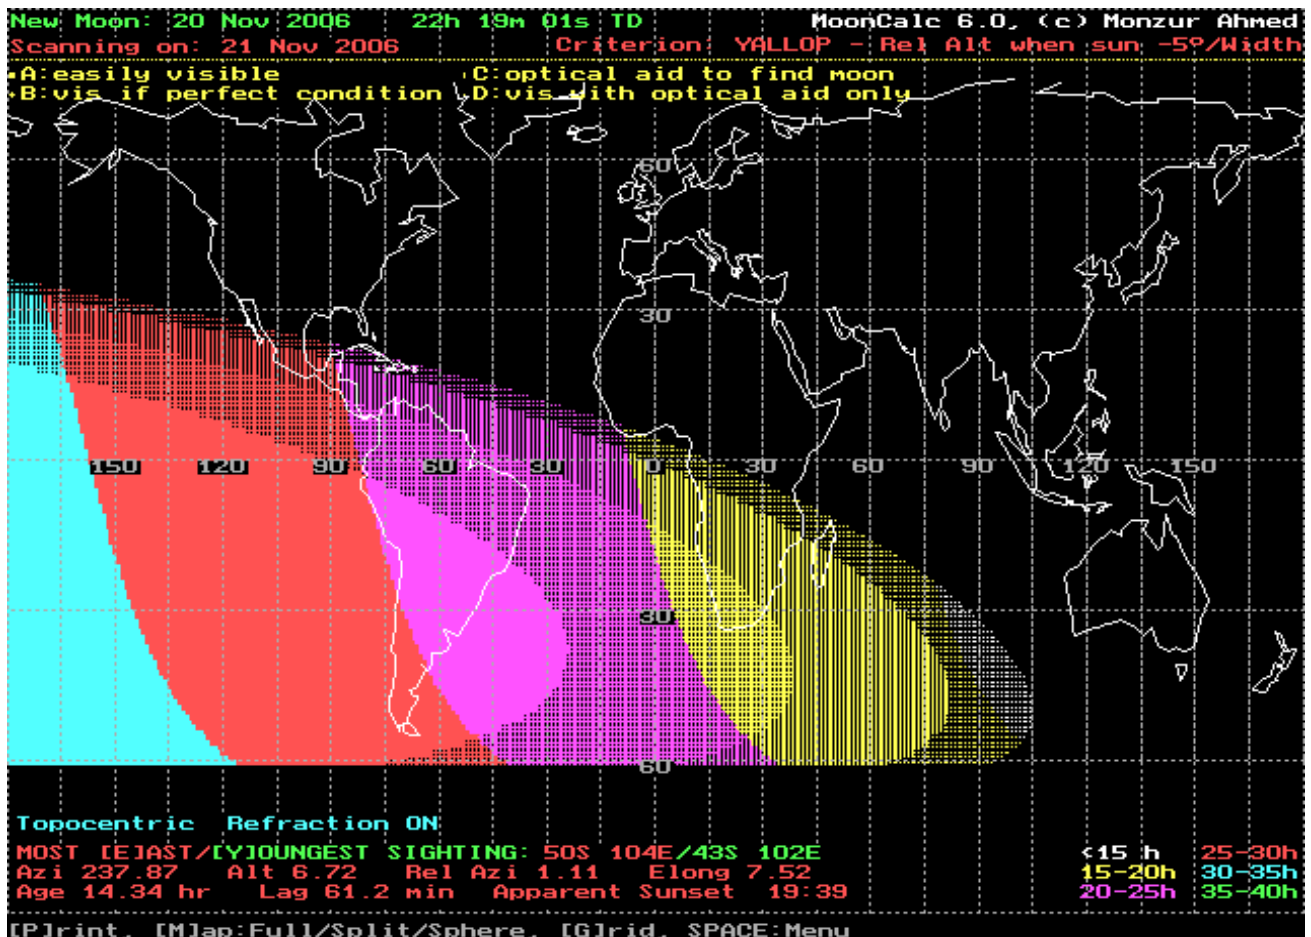 New Moon: 20 Nov 2006 22h 19m 01s TD MoonCalc 6.0, (c) Monzur Ahmed
Scanning on: 21 Nov 2006 Criterion: YALLOP - Rel Alt when sun -5º/Width
A:easily visible C:optical aid to find moon
B:vis if perfect condition D:vis with optical aid only
60
30
150 120 90 60 30 0 30 60 90 120 150
30
60
Topocentric Refraction ON
MOST [E]AST/[Y]OUNGEST SIGHTING: 50S 104E/43S 102E <15 h 25-30h
Azi 237.87 Alt 6.72 Rel Azi 1.11 Elong 7.52 15-20h 30-35h
Age 14.34 hr Lag 61.2 min Apparent Sunset 19:39 20-25h 35-40h
[P]rint, [M]ap:Full/Split/Sphere, [G]rid, SPACE:Menu